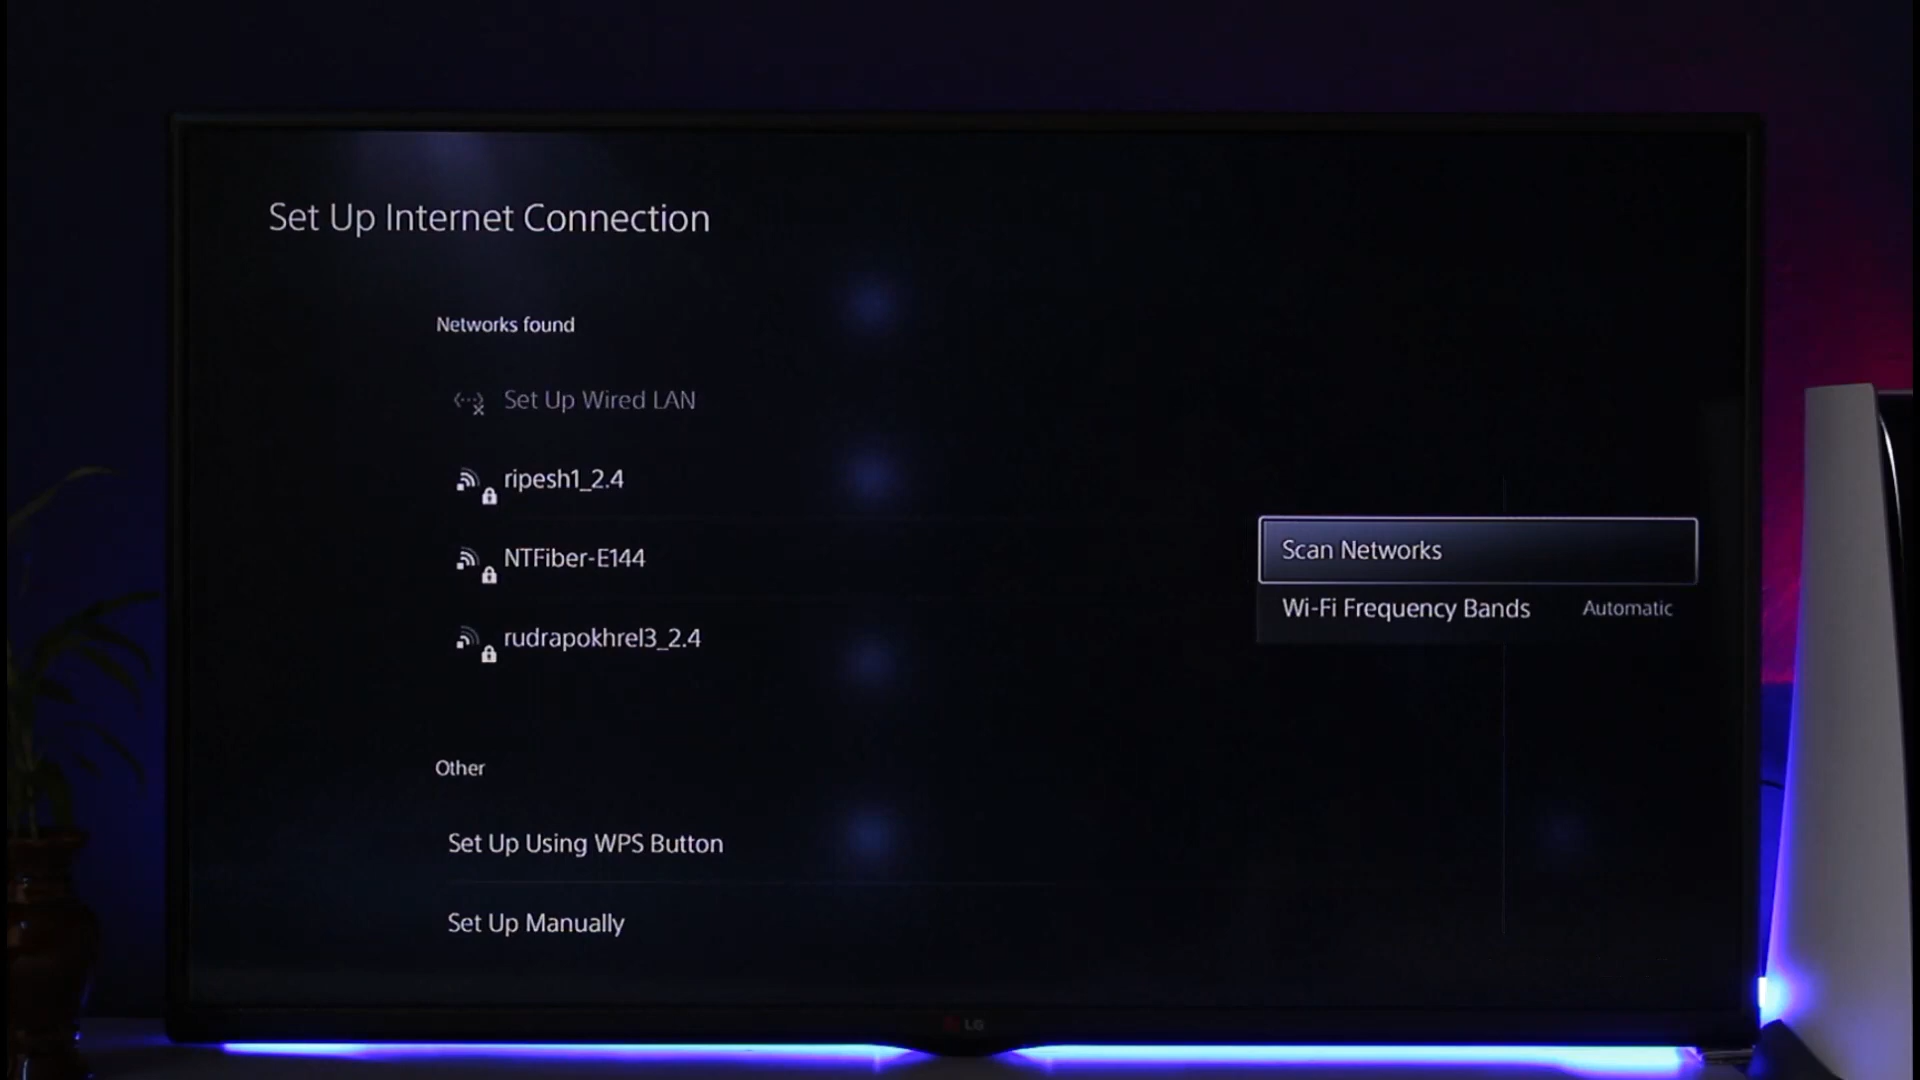 Set Up Internet Connection
Networks found
Set Up Wired LAN
ripesh1_2.4
NTFiber-E144
rudrapokhrel3_2.4
Scan Networks
Wi-Fi Frequency Bands Automatic
Other
Set Up Using WPS Button
Set Up Manually
LG